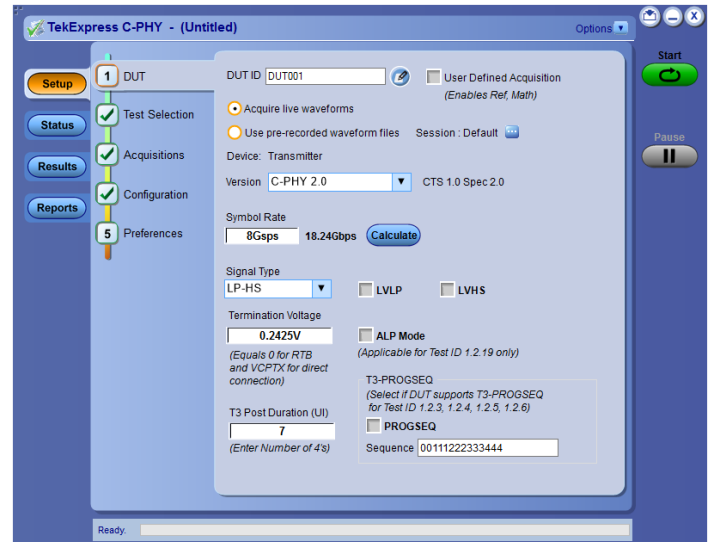 TekExpress C-PHY - (Untitled)
Options
Start
Pause
Setup
Status
Results
Reports
1 DUT
Test Selection
Acquisitions
Configuration
5 Preferences
DUT ID DUT001
User Defined Acquisition
(Enables Ref, Math)
Acquire live waveforms
Use pre-recorded waveform files Session : Default
Device: Transmitter
Version C-PHY 2.0 CTS 1.0 Spec 2.0
Symbol Rate
8Gsps 18.24Gbps Calculate
Signal Type
LP-HS LVLP LVHS
Termination Voltage
0.2425V
(Equals 0 for RTB
and VCPTX for direct
connection)
ALP Mode
(Applicable for Test ID 1.2.19 only)
T3 Post Duration (UI)
7
(Enter Number of 4's)
T3-PROGSEQ
(Select if DUT supports T3-PROGSEQ
for Test ID 1.2.3, 1.2.4, 1.2.5, 1.2.6)
PROGSEQ
Sequence 00111222333444
Ready.